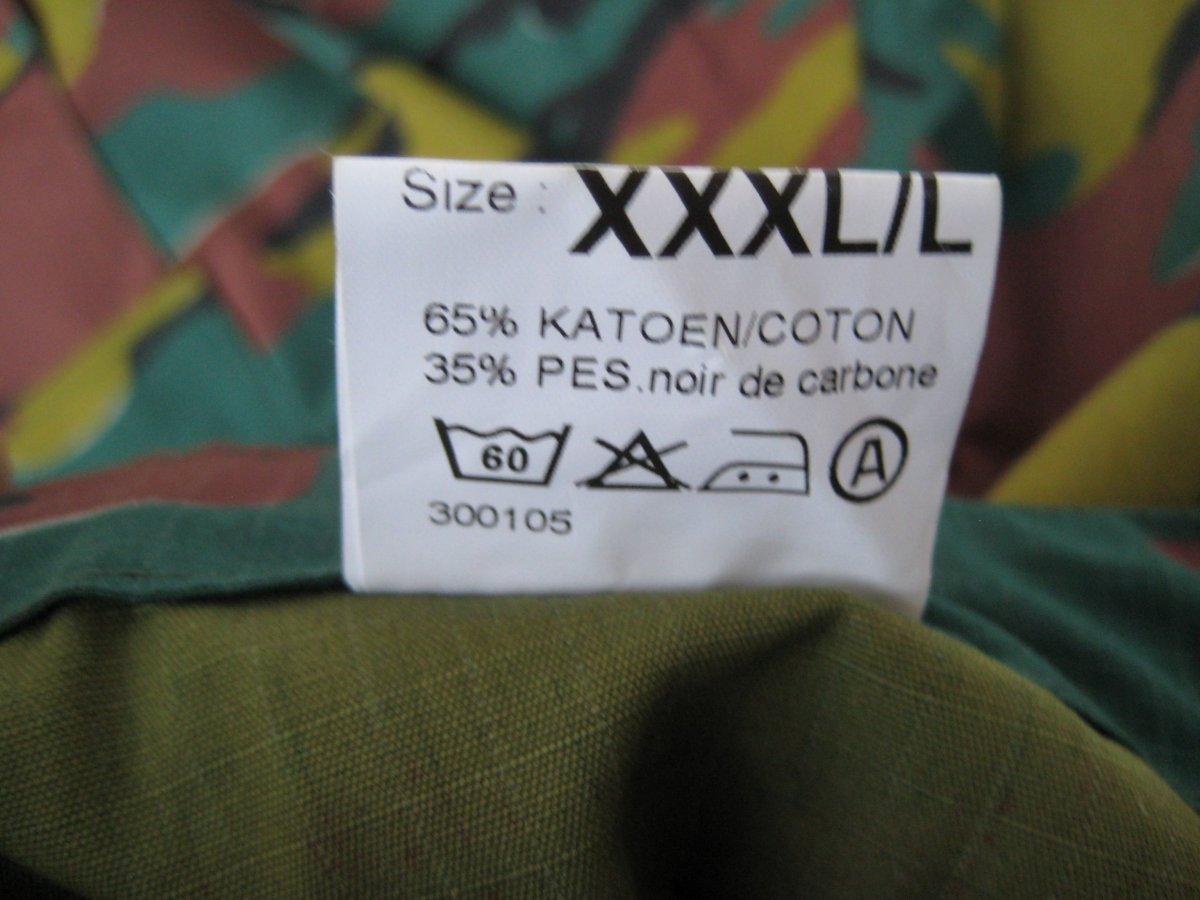 Size : XXXL/L
65% KATOEN/COTON
35% PES.noir de carbone
60 A
300105